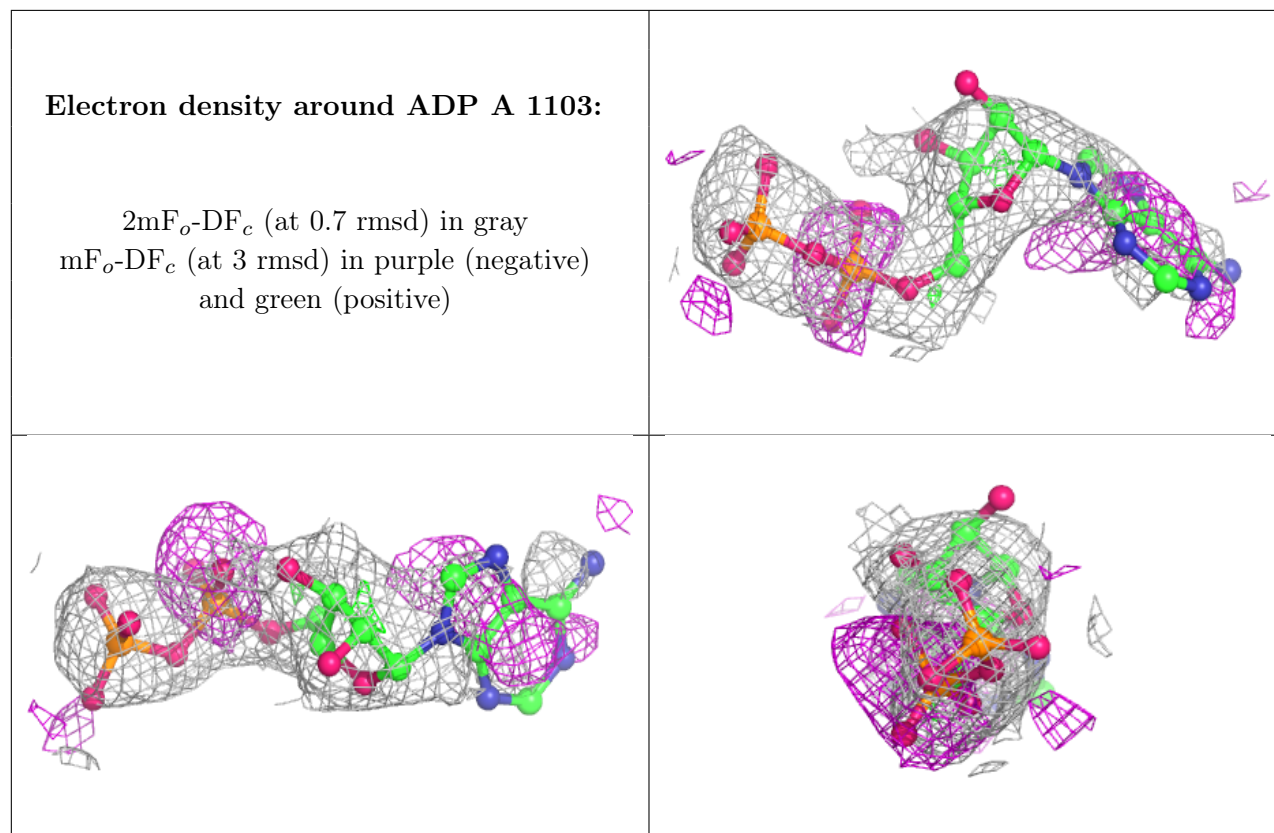 Electron density around ADP A 1103:
2mFo-DFc (at 0.7 rmsd) in gray
mFo-DFc (at 3 rmsd) in purple (negative)
and green (positive)